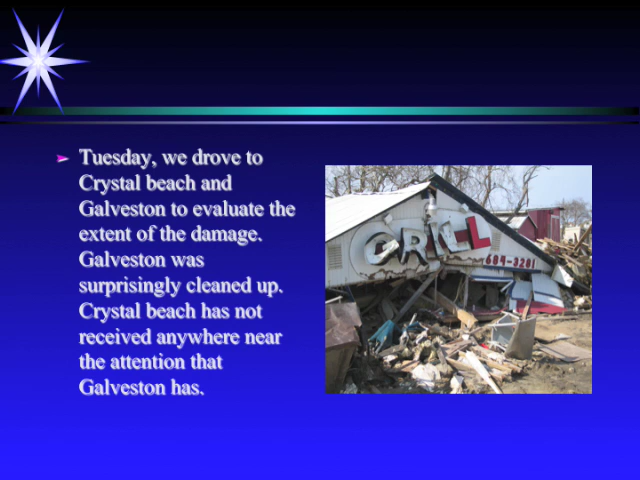 Tuesday, we drove to
Crystal beach and
Galveston to evaluate the
extent of the damage.
Galveston was
surprisingly cleaned up.
Crystal beach has not
received anywhere near
the attention that
Galveston has.
GRILL
684-3281